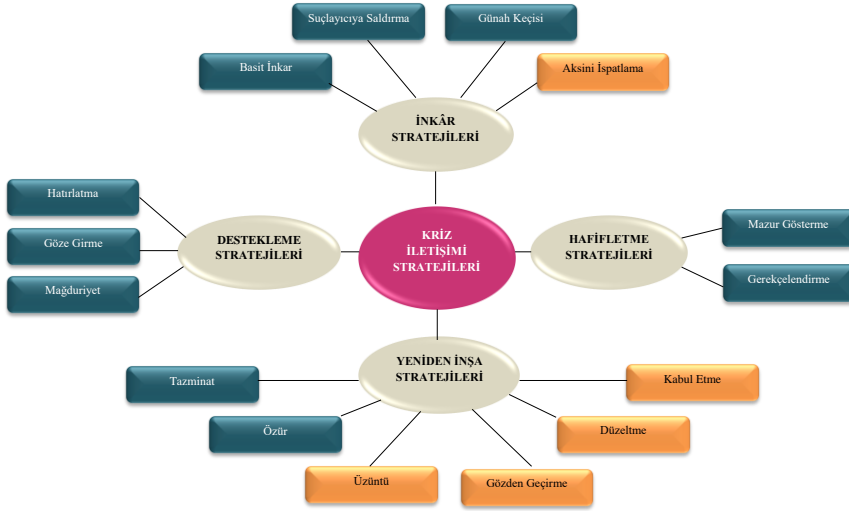 Suçlayıcıya Saldırma
Günah Keçisi
Basit İnkar
Aksini İspatlama
İNKÂR
STRATEJİLERİ
Hatırlatma
Göze Girme
Mağduriyet
DESTEKLEME
STRATEJİLERİ
KRİZ
İLETİŞİMİ
STRATEJİLERİ
HAFİFLETME
STRATEJİLERİ
Mazur Gösterme
Gerekçelendirme
YENİDEN İNŞA
STRATEJİLERİ
Tazminat
Kabul Etme
Özür
Düzeltme
Üzüntü
Gözden Geçirme